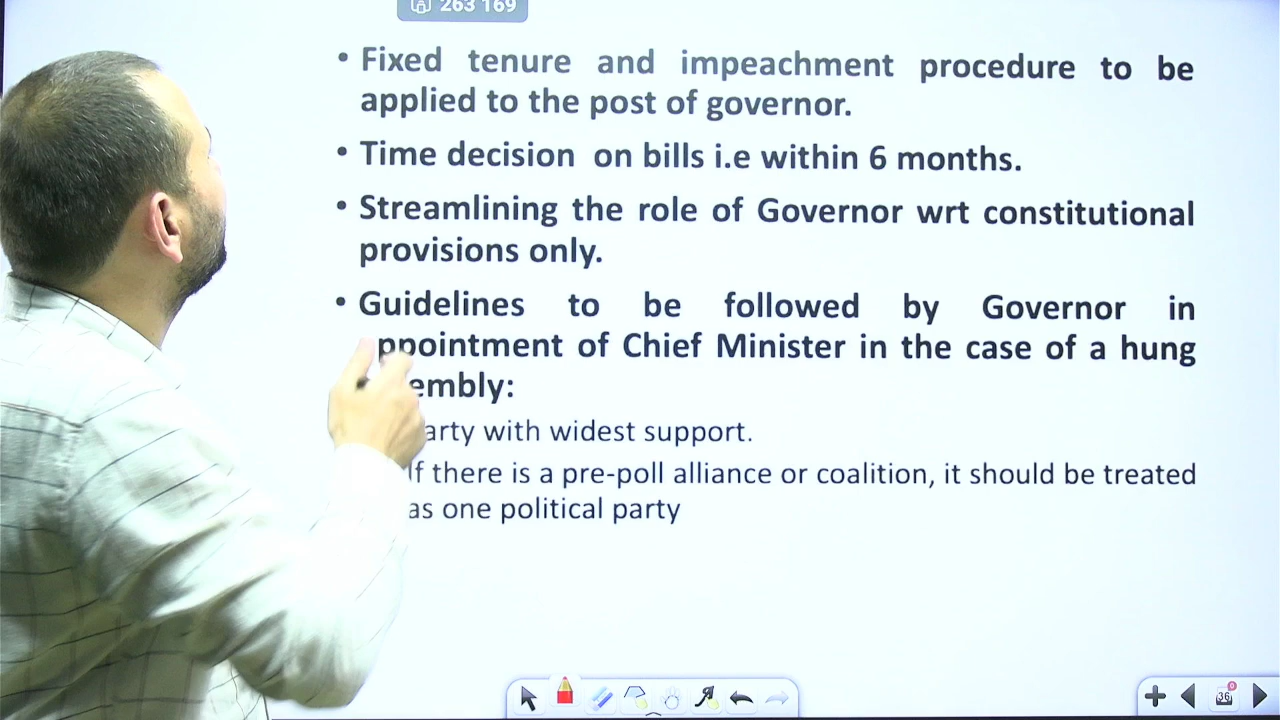 263 169
• Fixed tenure and impeachment procedure to be
applied to the post of governor.
• Time decision on bills i.e within 6 months.
• Streamlining the role of Governor wrt constitutional
provisions only.
• Guidelines to be followed by Governor in
ppointment of Chief Minister in the case of a hung
embly:
arty with widest support.
If there is a pre-poll alliance or coalition, it should be treated
as one political party
36